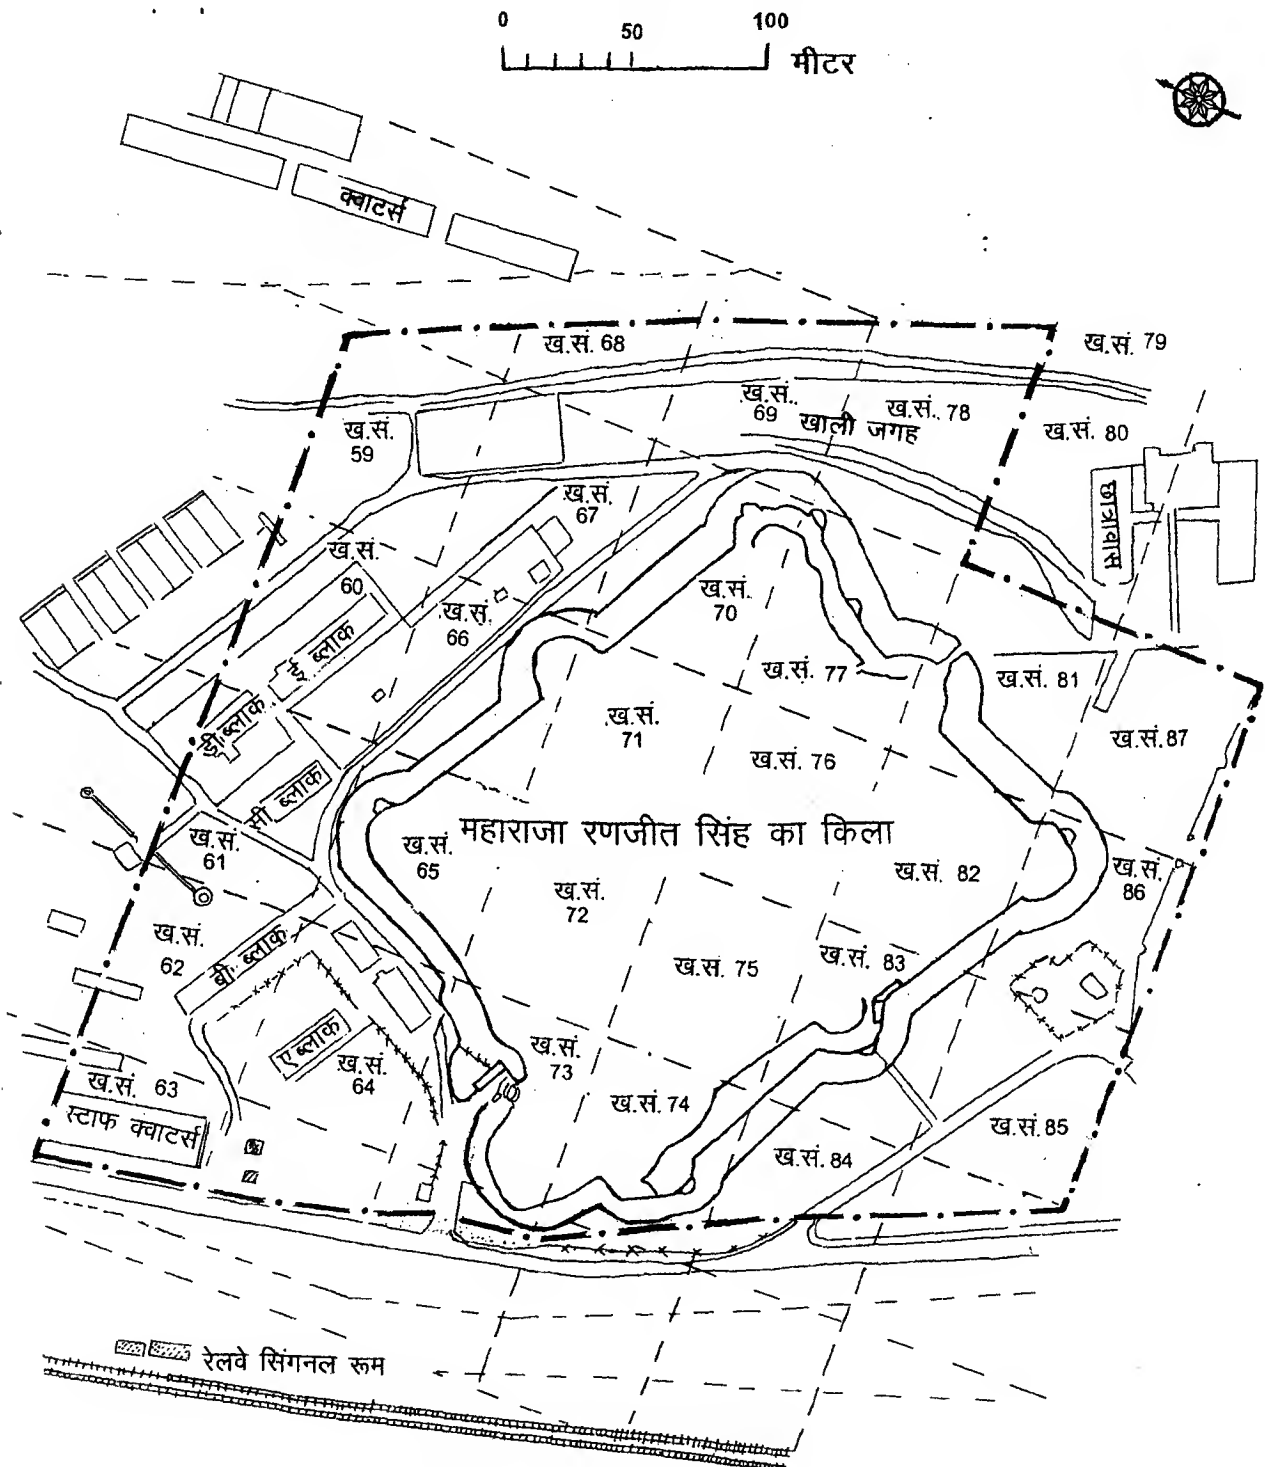 0 50 100
मीटर
क्वाटर्स
ख.सं. 68
ख.सं. 79
ख.सं.
69
ख.सं. 78
ख.सं.
59
खाली जगह
ख.सं. 80
छात्रावास
ख.सं.
67
ख.सं.
60
ख.सं.
66
ख.सं.
70
ई ब्लाक
ख.सं. 77
ख.सं. 81
ख.सं.
71
डी ब्लाक
ख.सं. 87
ख.सं. 76
सी ब्लाक
महाराजा रणजीत सिंह का किला
ख.सं.
61
ख.सं.
65
ख.सं. 82
ख.सं.
86
ख.सं.
72
ख.सं.
62
बी ब्लाक
ख.सं. 75
ख.सं. 83
ए ब्लाक
ख.सं.
64
ख.सं.
73
ख.सं. 63
ख.सं. 74
स्टाफ क्वाटर्स
ख.सं. 85
ख.सं. 84
रेलवे सिंगनल रूम